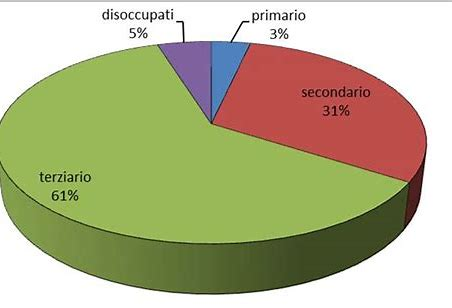 disoccupati
5%
primario
3%
secondario
31%
terziario
61%